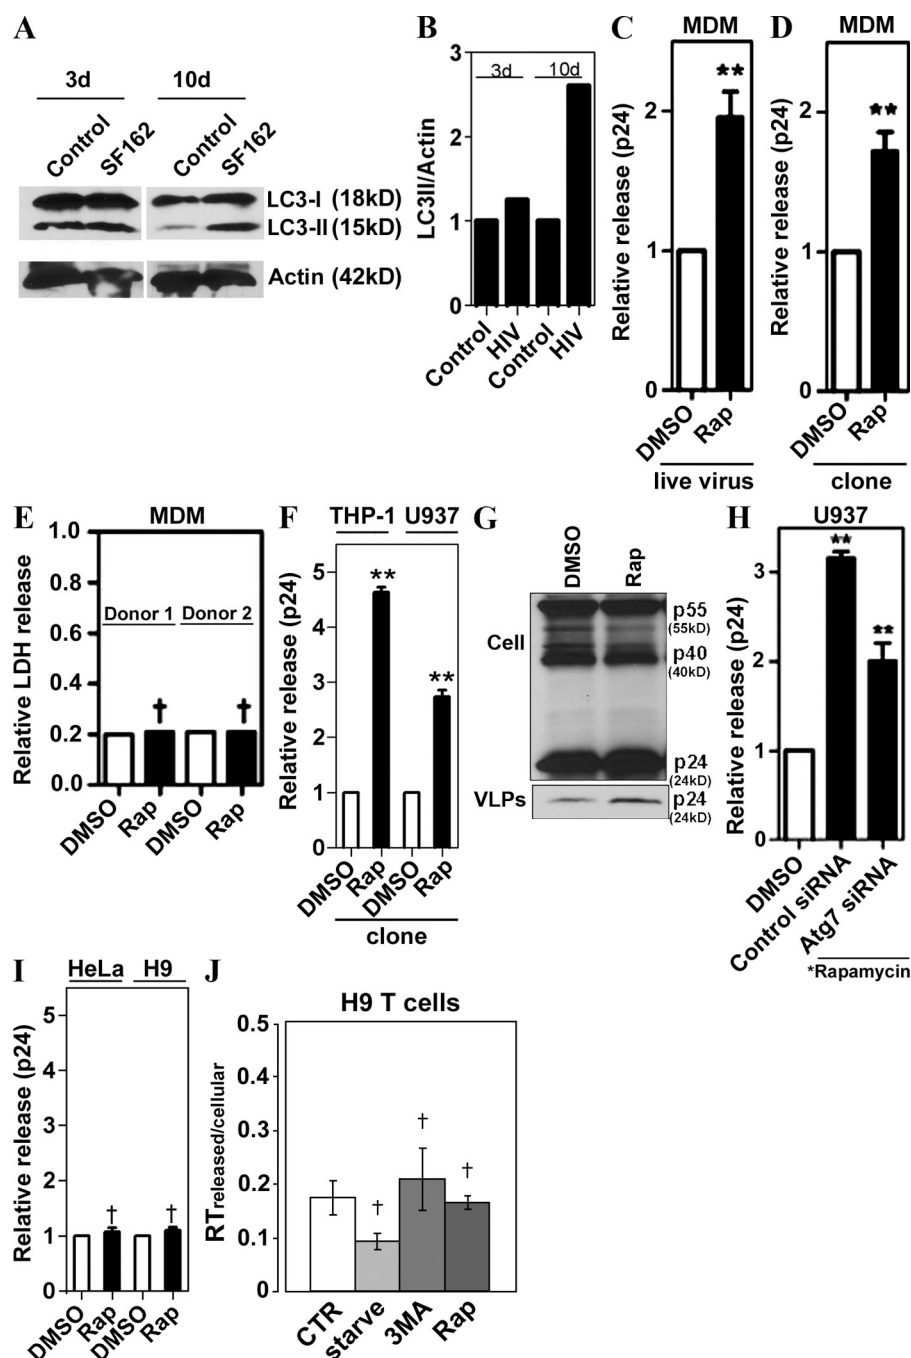 A
3d
10d
Control
SF162
Control
SF162
LC3-I (18kD)
LC3-II (15kD)
Actin (42kD)
B
LC3II/Actin
3
2
1
0
3d
10d
Control
HIV
Control
HIV
C
MDM
Relative release (p24)
2
1
0
**
DMSO
Rap
live virus
D
MDM
Relative release (p24)
2
1
0
**
DMSO
Rap
clone
E
MDM
Relative LDH release
1.0
0.8
0.6
0.4
0.2
0.0
Donor 1
Donor 2
†
†
DMSO
Rap
DMSO
Rap
F
THP-1
U937
Relative release (p24)
5
4
3
2
1
0
**
**
DMSO
Rap
DMSO
Rap
clone
G
DMSO
Rap
Cell
p55
(55kD)
p40
(40kD)
p24
(24kD)
VLPs
p24
(24kD)
H
U937
Relative release (p24)
3
2
1
0
**
**
DMSO
Control siRNA
Atg7 siRNA
*Rapamycin
I
HeLa
H9
Relative release (p24)
5
4
3
2
1
0
†
†
DMSO
Rap
DMSO
Rap
J
H9 T cells
RTreleased/cellular
0.5
0.4
0.3
0.2
0.1
0
†
†
†
CTR
starve
3MA
Rap